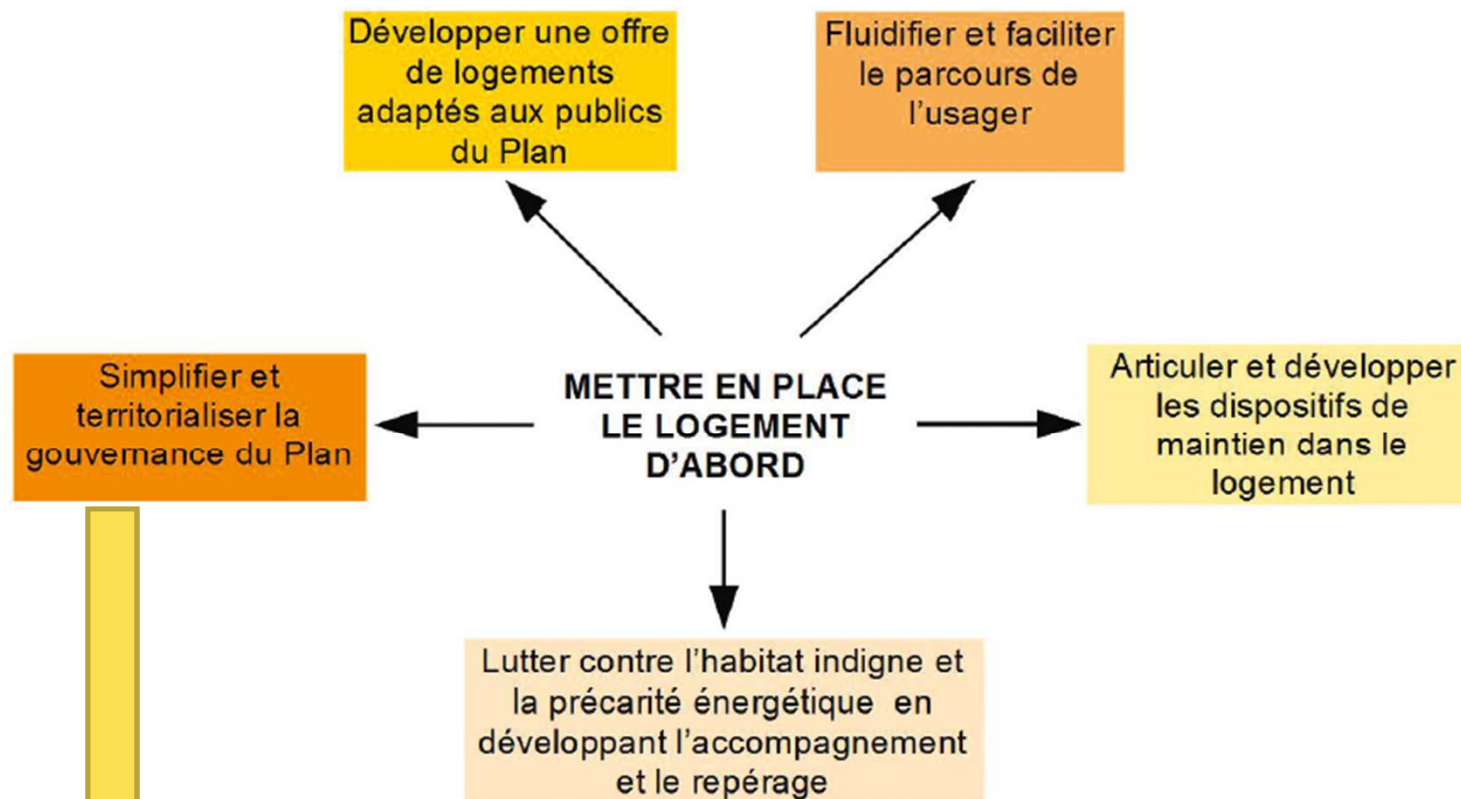 Développer une offre
de logements
adaptés aux publics
du Plan
Fluidifier et faciliter
le parcours de
l'usager
Simplifier et
territorialiser la
gouvernance du Plan
METTRE EN PLACE
LE LOGEMENT
D'ABORD
Articuler et développer
les dispositifs de
maintien dans le
logement
Lutter contre l'habitat indigne et
la précarité énergétique en
développant l'accompagnement
et le repérage